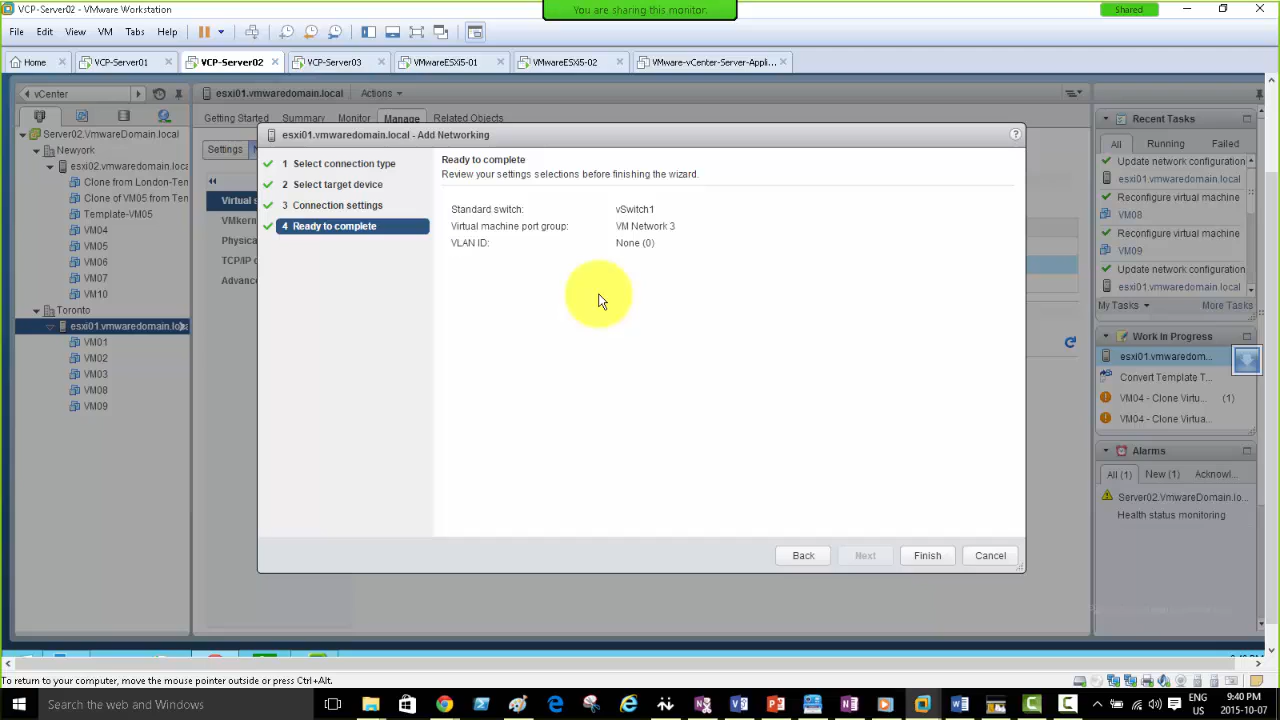 You are sharing this monitor.
VCP-Server02 - VMware Workstation
Shared
File Edit View VM Tabs Help
Home VCP-Server01 VCP-Server02 VCP-Server03 VMwareESXi5-01 VMwareESXi5-02 VMware-vCenter-Server-Appli...
vCenter
esxi01.vmwaredomain.local Actions
Getting Started Summary Monitor Manage Related Objects
Server02.VmwareDomain.local
Newyork
esxi02.vmwaredomain.local
Clone from London-Ten
Clone of VM05 from Ten
Template-VM05
VM04
VM05
VM06
VM07
VM10
Toronto
esxi01.vmwaredomain.loca
VM01
VM02
VM03
VM08
VM09
Settings
Virtual s
VMkern
Physica
TCP/IP c
Advance
esxi01.vmwaredomain.local - Add Networking
1 Select connection type
2 Select target device
3 Connection settings
4 Ready to complete
Ready to complete
Review your settings selections before finishing the wizard.
Standard switch: vSwitch1
Virtual machine port group: VM Network 3
VLAN ID: None (0)
Back Next Finish Cancel
Recent Tasks
All Running Failed
Update network configuration
esxi01.vmwaredomain.local
Reconfigure virtual machine
VM08
Reconfigure virtual machine
VM09
Update network configuration
esxi01.vmwaredomain.local
My Tasks More Tasks
Work In Progress
esxi01.vmwaredom...
Convert Template T...
VM04 - Clone Virtu... (1)
VM04 - Clone Virtua...
Alarms
All (1) New (1) Acknowl...
Server02.VmwareDomain.lo...
Health status monitoring
To return to your computer, move the mouse pointer outside or press Ctrl+Alt.
Search the web and Windows
ENG 9:40 PM
US 2015-10-07